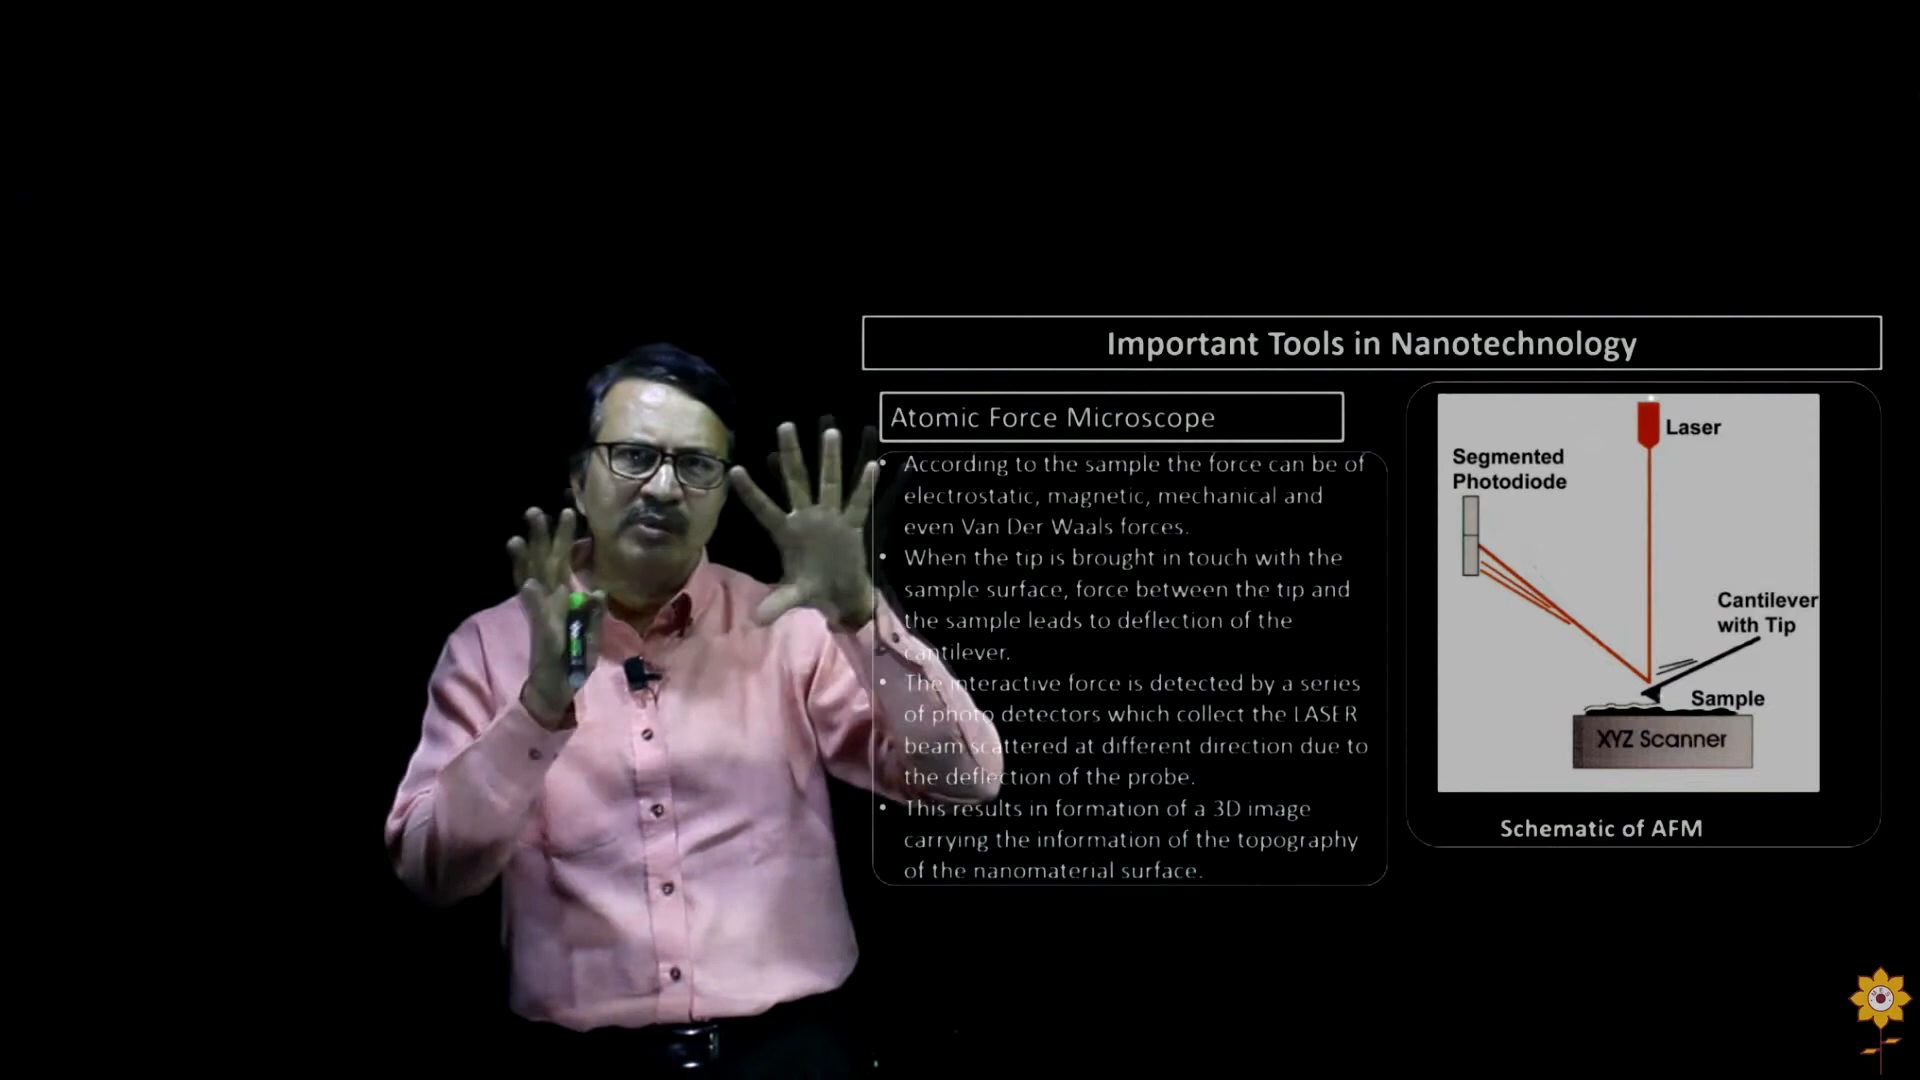 Important Tools in Nanotechnology
Atomic Force Microscope
• According to the sample the force can be of
electrostatic, magnetic, mechanical and
even Van Der Waals forces.
• When the tip is brought in touch with the
sample surface, force between the tip and
the sample leads to deflection of the
cantilever.
• The interactive force is detected by a series
of photo detectors which collect the LASER
beam scattered at different direction due to
the deflection of the probe.
• This results in formation of a 3D image
carrying the information of the topography
of the nanomaterial surface.
Laser
Segmented
Photodiode
Cantilever
with Tip
Sample
XYZ Scanner
Schematic of AFM